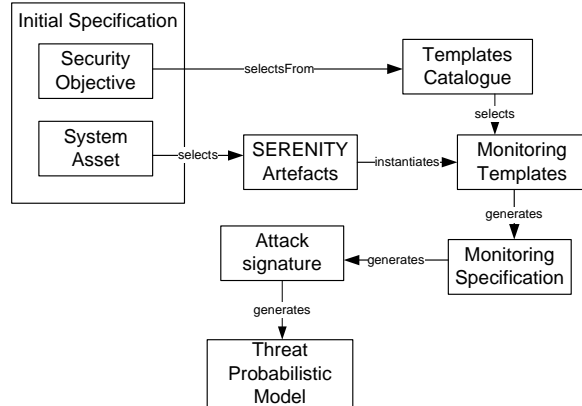 Initial Specification
Security
Objective
selectsFrom
Templates
Catalogue
selects
System
Asset
selects
SERENITY
Artefacts
instantiates
Monitoring
Templates
generates
Attack
signature
generates
Monitoring
Specification
generates
Threat
Probabilistic
Model